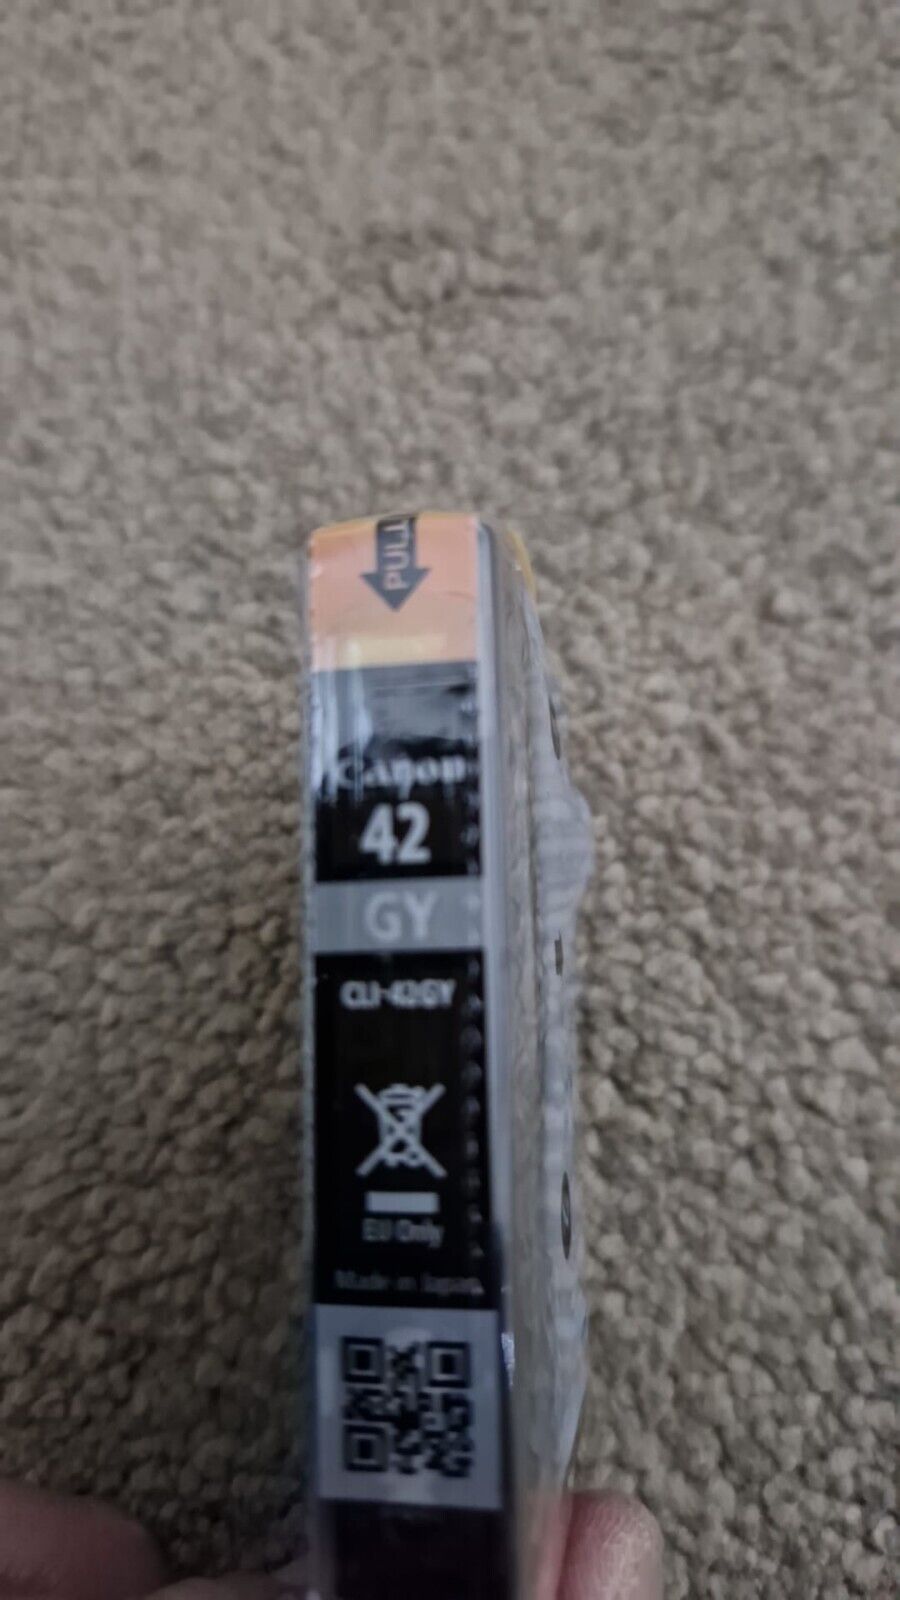 PULL
Canon
42
GY
CLI-42GY
EU Only
Made in Japan